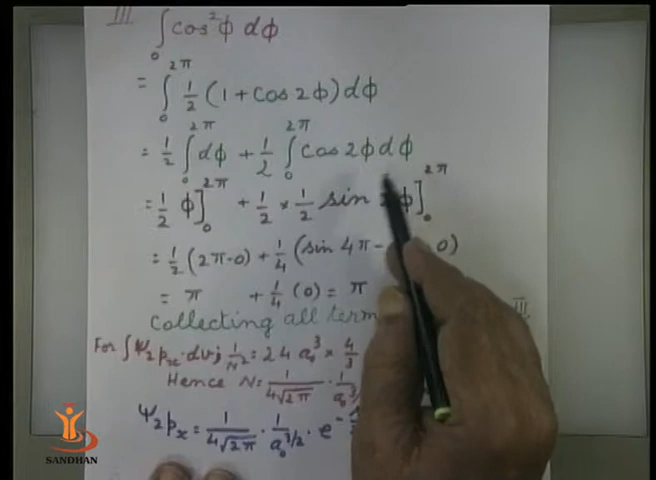 III
∫₀ cos²ϕ dϕ
= ∫₀^2π 1/2 (1 + cos 2ϕ) dϕ
= 1/2 ∫₀^2π dϕ + 1/2 ∫₀^2π cos 2ϕ dϕ
= 1/2 ϕ]₀^2π + 1/2 × 1/2 sin 2ϕ]₀^2π
= 1/2 (2π-0) + 1/4 (sin 4π - 0)
= π + 1/4 (0) = π
III
Collecting all term
For ∫Ψ2px·dv; 1/N² = 24 a₀³ × 4/3
Hence N = 1/4√2π · 1/a₀
Ψ2px = 1/4√2π · 1/a₀^3/2 · e⁻
SANDHAN